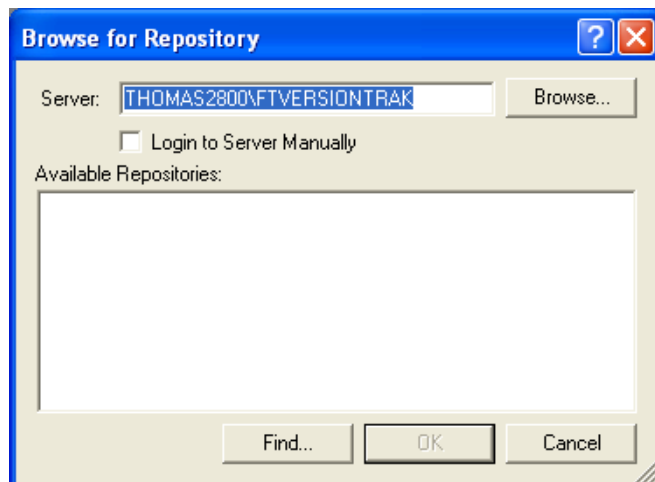 Browse for Repository
Server: THOMAS2800\FTVERSIONTRAK Browse...
Login to Server Manually
Available Repositories:
Find... OK Cancel